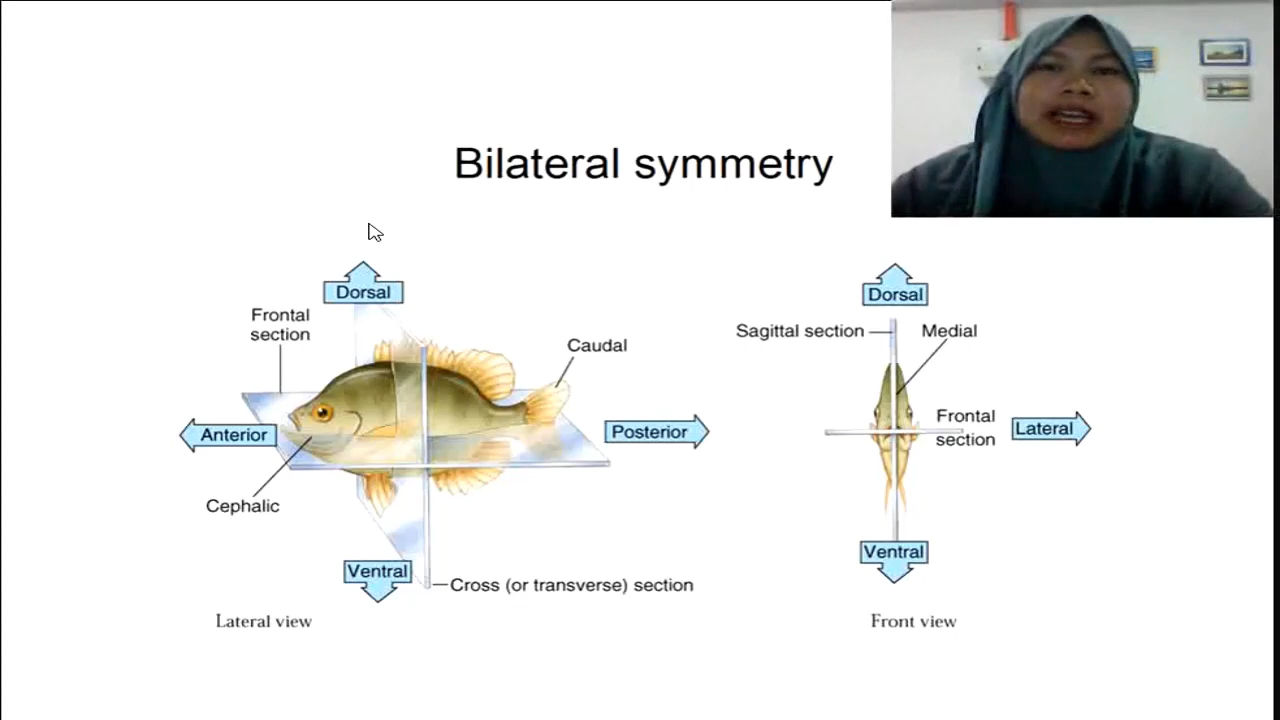 Bilateral symmetry
Dorsal
Frontal
section
Caudal
Anterior
Posterior
Cephalic
Ventral
Cross (or transverse) section
Lateral view
Dorsal
Sagittal section
Medial
Frontal
section
Lateral
Ventral
Front view